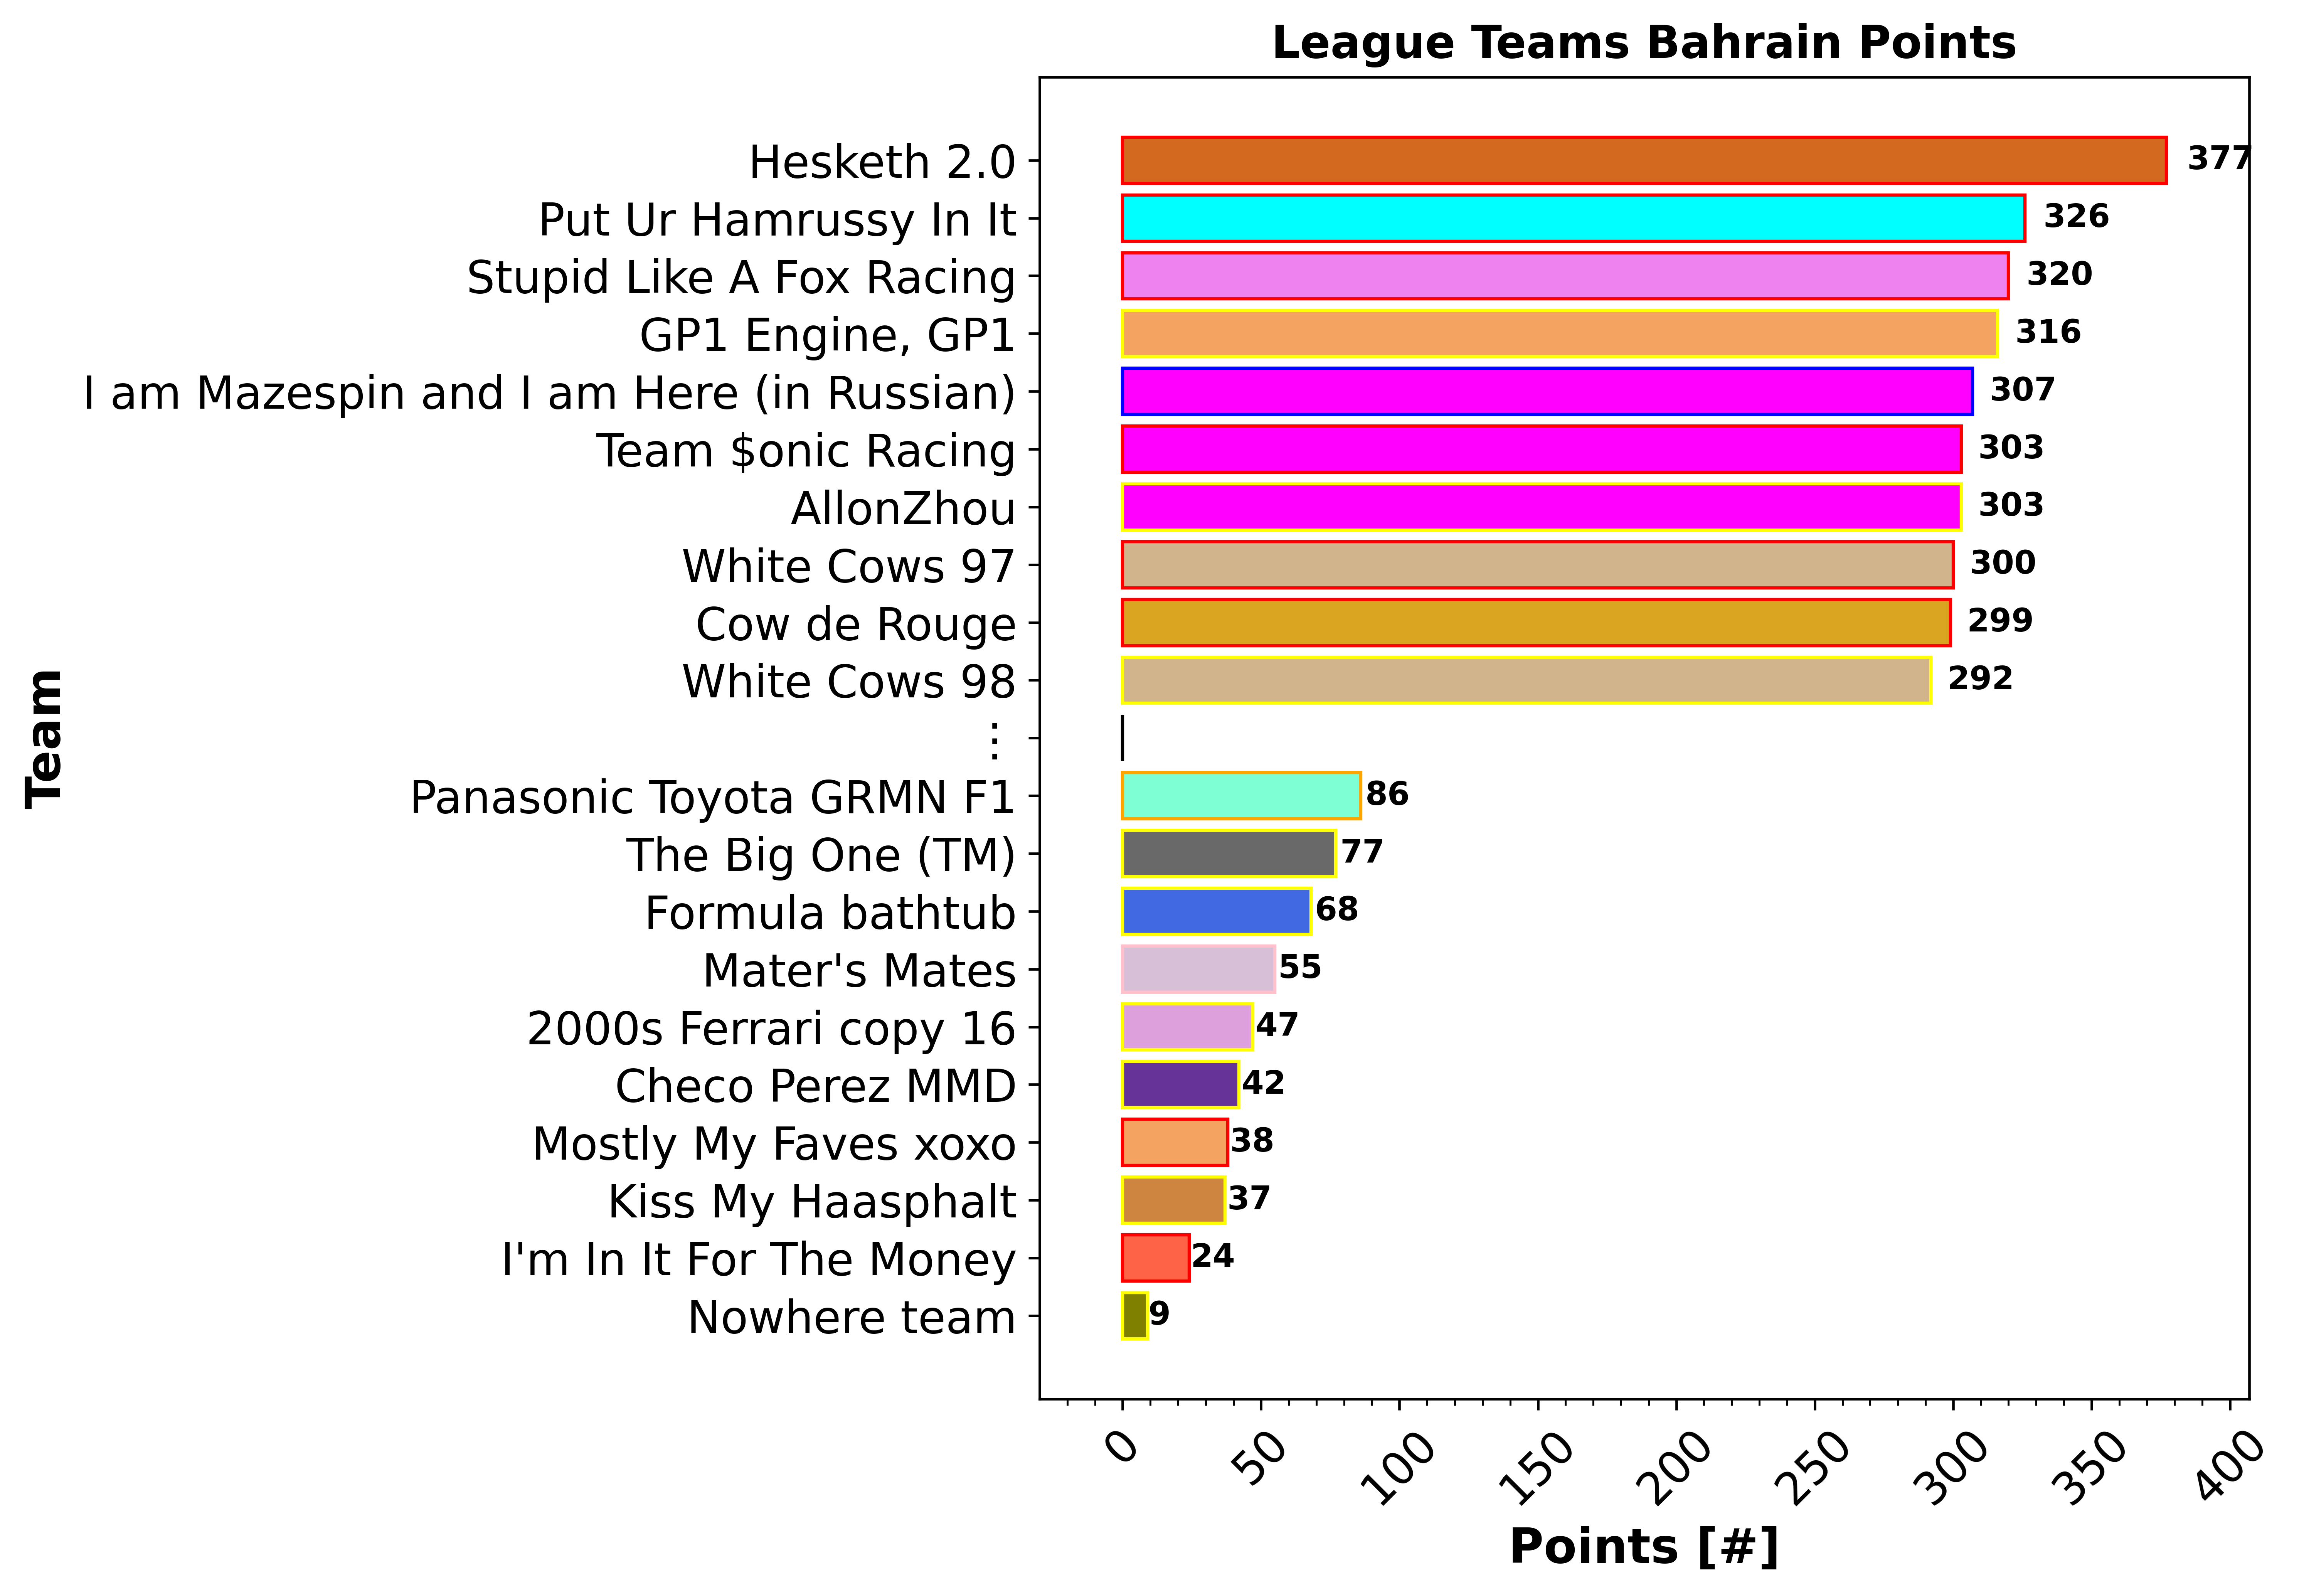 League Teams Bahrain Points
Team
Hesketh 2.0 377
Put Ur Hamrussy In It 326
Stupid Like A Fox Racing 320
GP1 Engine, GP1 316
I am Mazespin and I am Here (in Russian) 307
Team $onic Racing 303
AllonZhou 303
White Cows 97 300
Cow de Rouge 299
White Cows 98 292
⋮
Panasonic Toyota GRMN F1 86
The Big One (TM) 77
Formula bathtub 68
Mater's Mates 55
2000s Ferrari copy 16 47
Checo Perez MMD 42
Mostly My Faves xoxo 38
Kiss My Haasphalt 37
I'm In It For The Money 24
Nowhere team 9
0 50 100 150 200 250 300 350 400
Points [#]